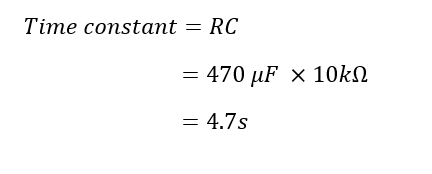 Time constant = RC
= 470 μF × 10kΩ
= 4.7s